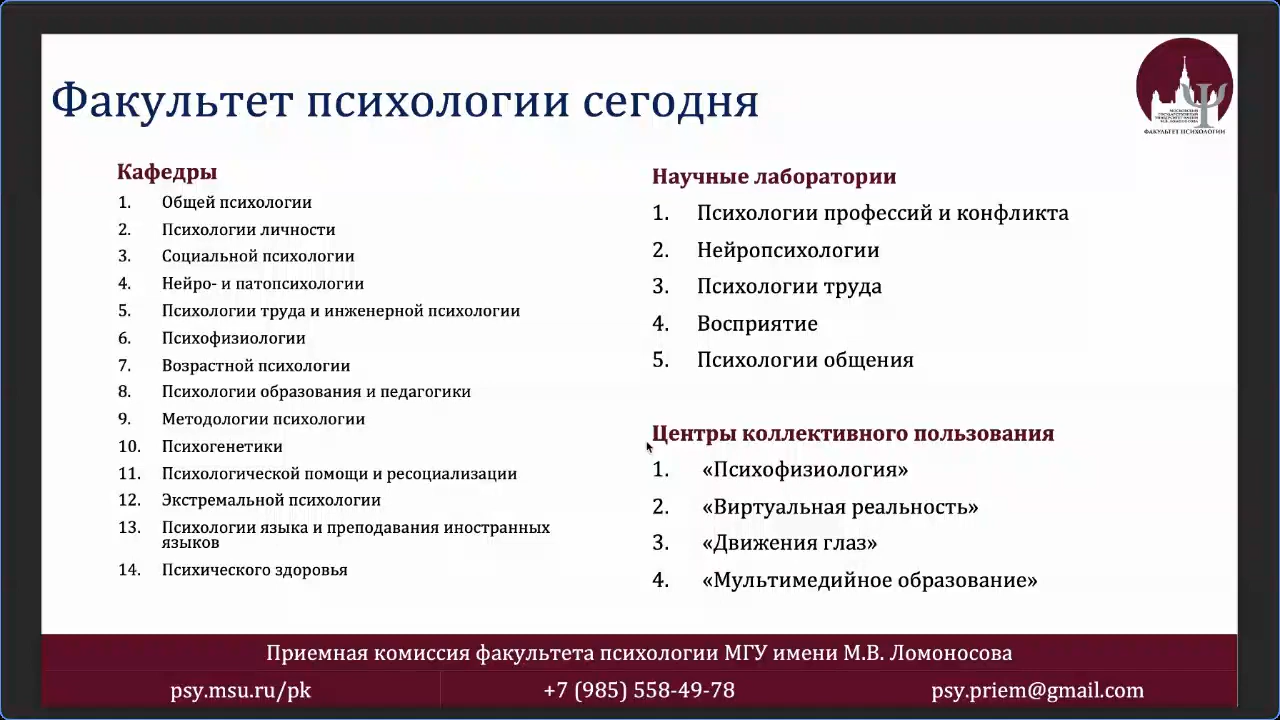 Факультет психологии сегодня
МОСКОВСКИЙ
ГОСУДАРСТВЕННЫЙ
УНИВЕРСИТЕТ ИМЕНИ
М.В. ЛОМОНОСОВА
ФАКУЛЬТЕТ ПСИХОЛОГИИ
Кафедры
1. Общей психологии
2. Психологии личности
3. Социальной психологии
4. Нейро- и патопсихологии
5. Психологии труда и инженерной психологии
6. Психофизиологии
7. Возрастной психологии
8. Психологии образования и педагогики
9. Методологии психологии
10. Психогенетики
11. Психологической помощи и ресоциализации
12. Экстремальной психологии
13. Психологии языка и преподавания иностранных
языков
14. Психического здоровья
Научные лаборатории
1. Психологии профессий и конфликта
2. Нейропсихологии
3. Психологии труда
4. Восприятие
5. Психологии общения
Центры коллективного пользования
1. «Психофизиология»
2. «Виртуальная реальность»
3. «Движения глаз»
4. «Мультимедийное образование»
Приемная комиссия факультета психологии МГУ имени М.В. Ломоносова
psy.msu.ru/pk
+7 (985) 558-49-78
psy.priem@gmail.com